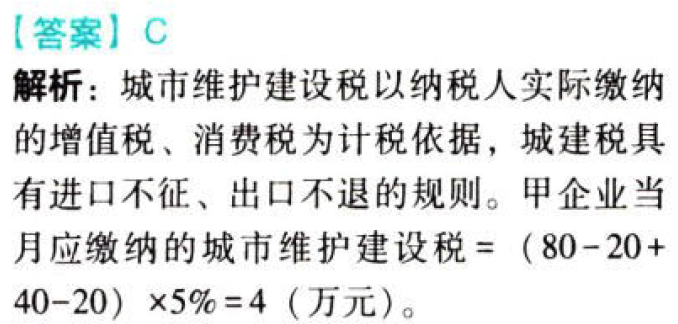 【答案】C
解析：城市维护建设税以纳税人实际缴纳
的增值税、消费税为计税依据，城建税具
有进口不征、出口不退的规则。甲企业当
月应缴纳的城市维护建设税=（80-20+
40-20）×5%=4（万元）。